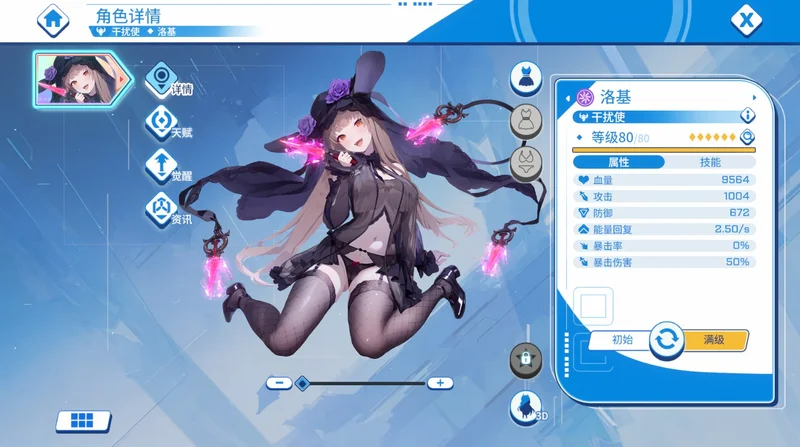 角色详情
干扰使 洛基
详情
天赋
觉醒
资讯
3D
洛基
干扰使
等级80/80
属性 技能
血量 9564
攻击 1004
防御 672
能量回复 2.50/s
暴击率 0%
暴击伤害 50%
初始 满级